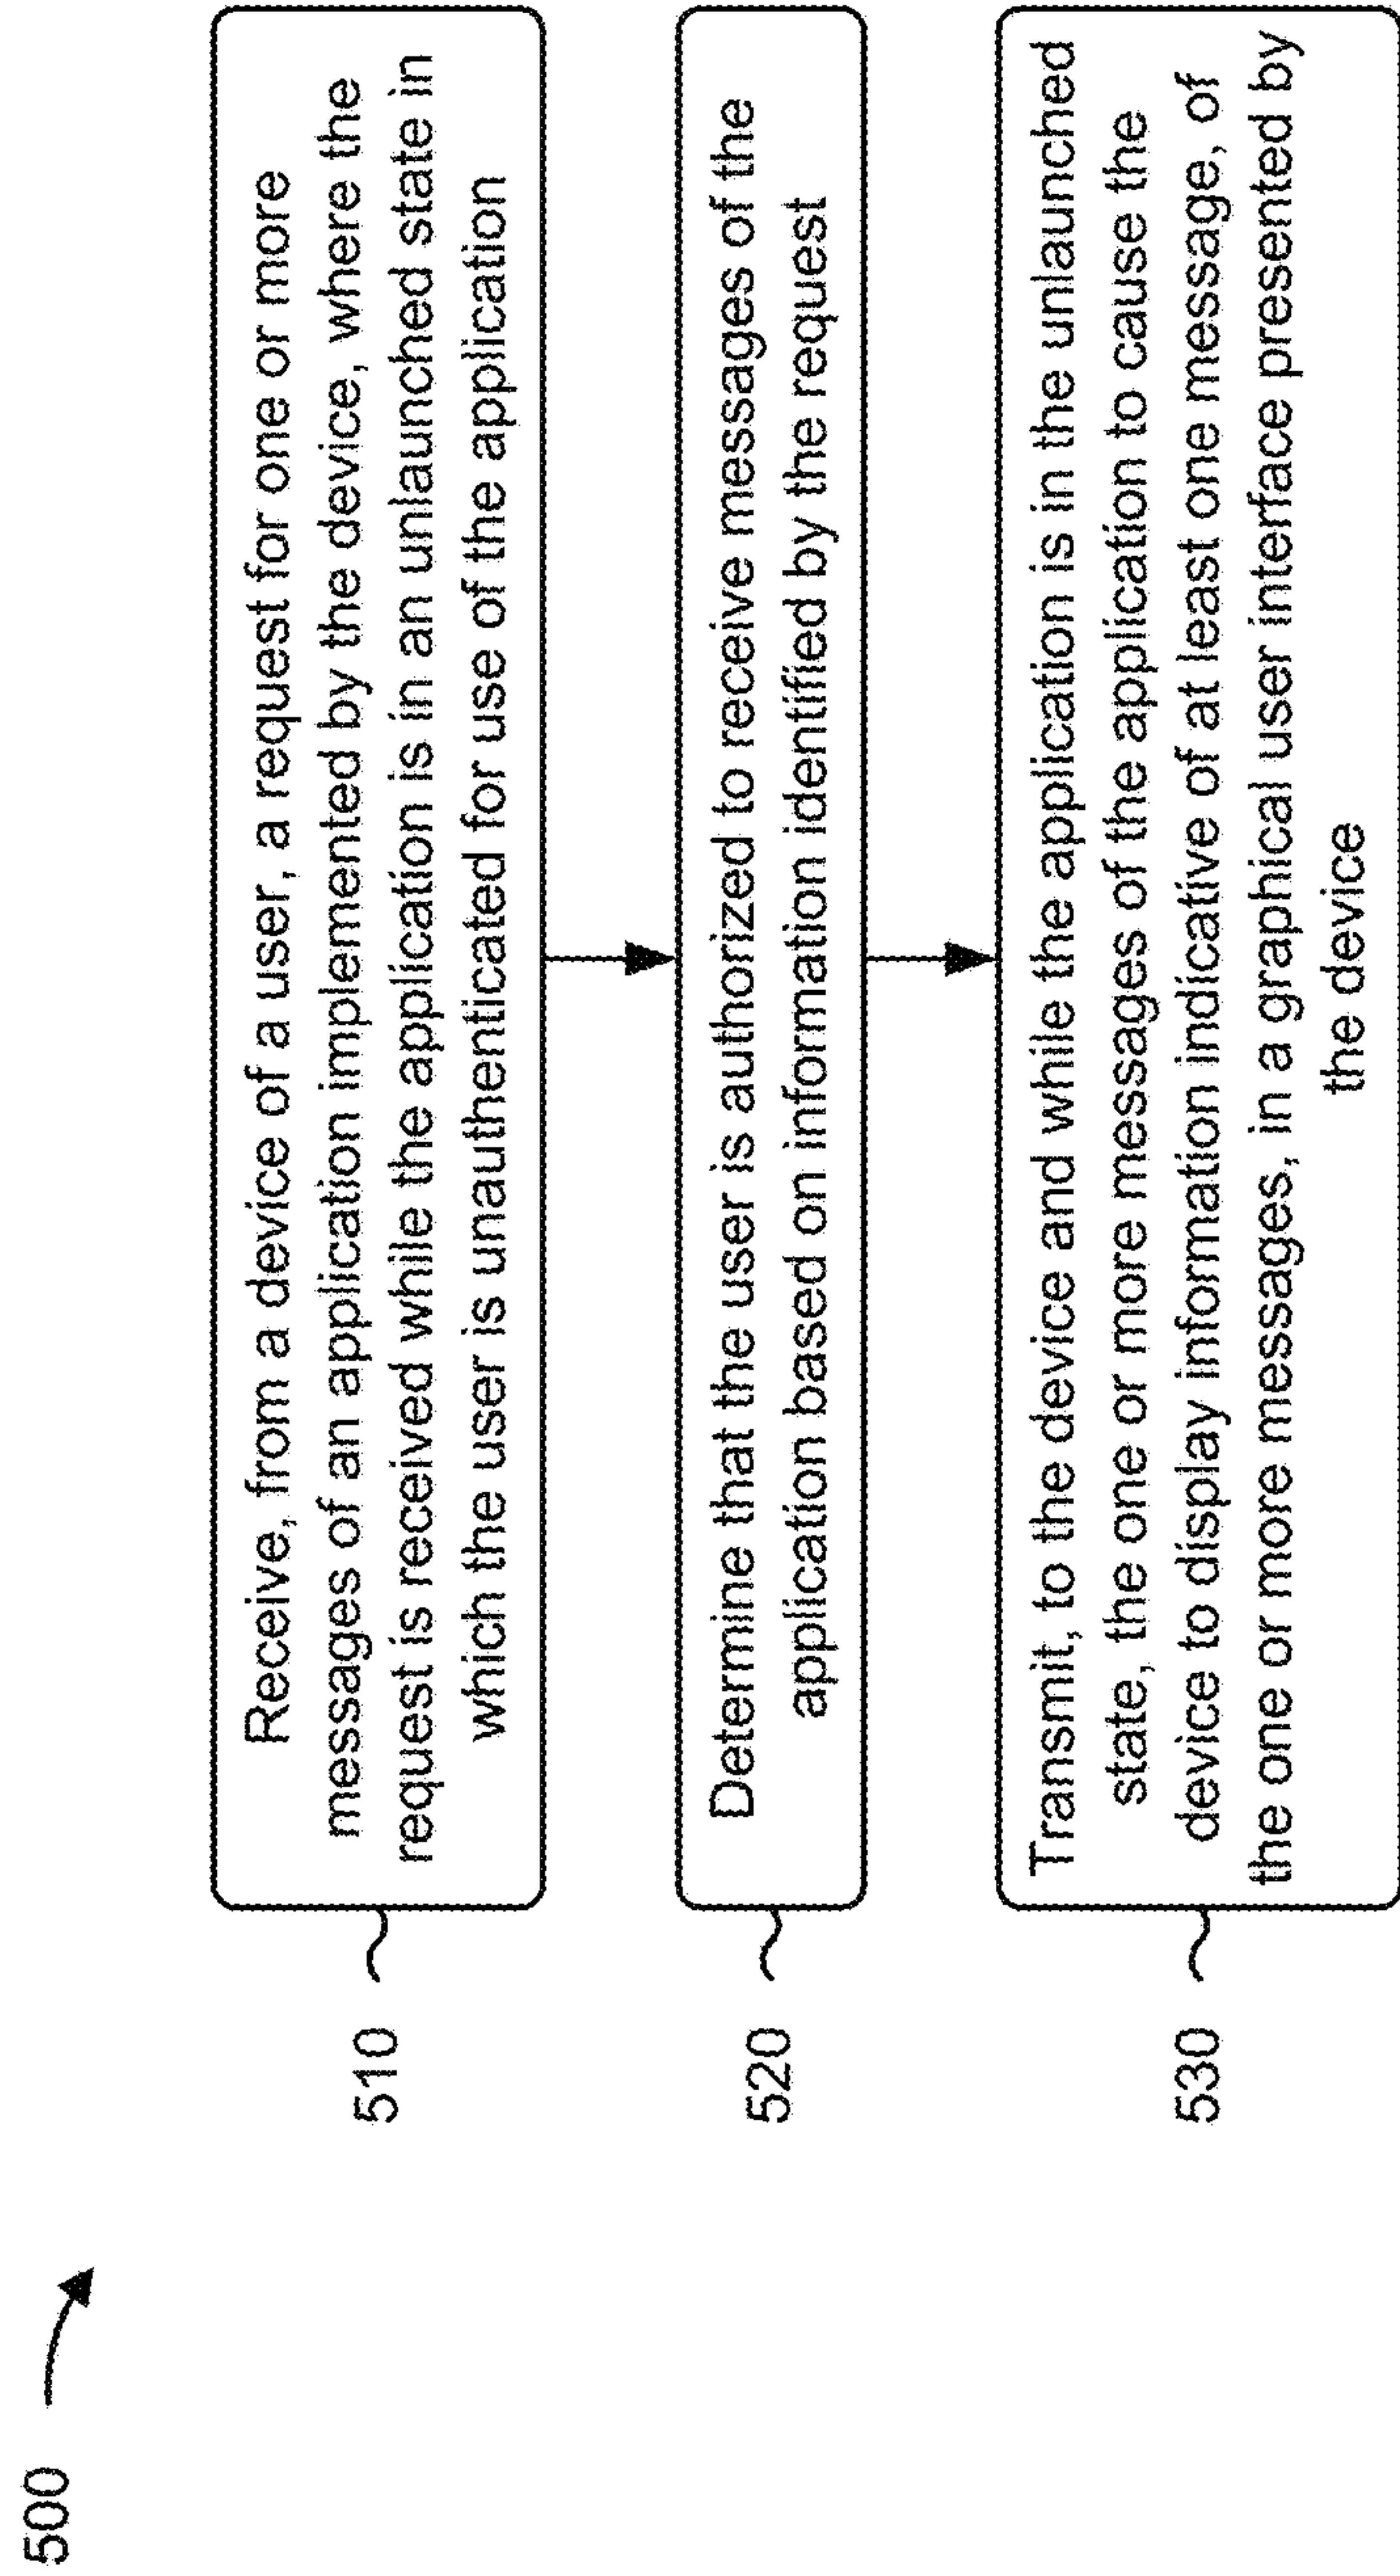 500
510
Receive, from a device of a user, a request for one or more
messages of an application implemented by the device, where the
request is received while the application is in an unlaunched state in
which the user is unauthenticated for use of the application
520
Determine that the user is authorized to receive messages of the
application based on information identified by the request
530
Transmit, to the device and while the application is in the unlaunched
state, the one or more messages of the application to cause the
device to display information indicative of at least one message, of
the one or more messages, in a graphical user interface presented by
the device